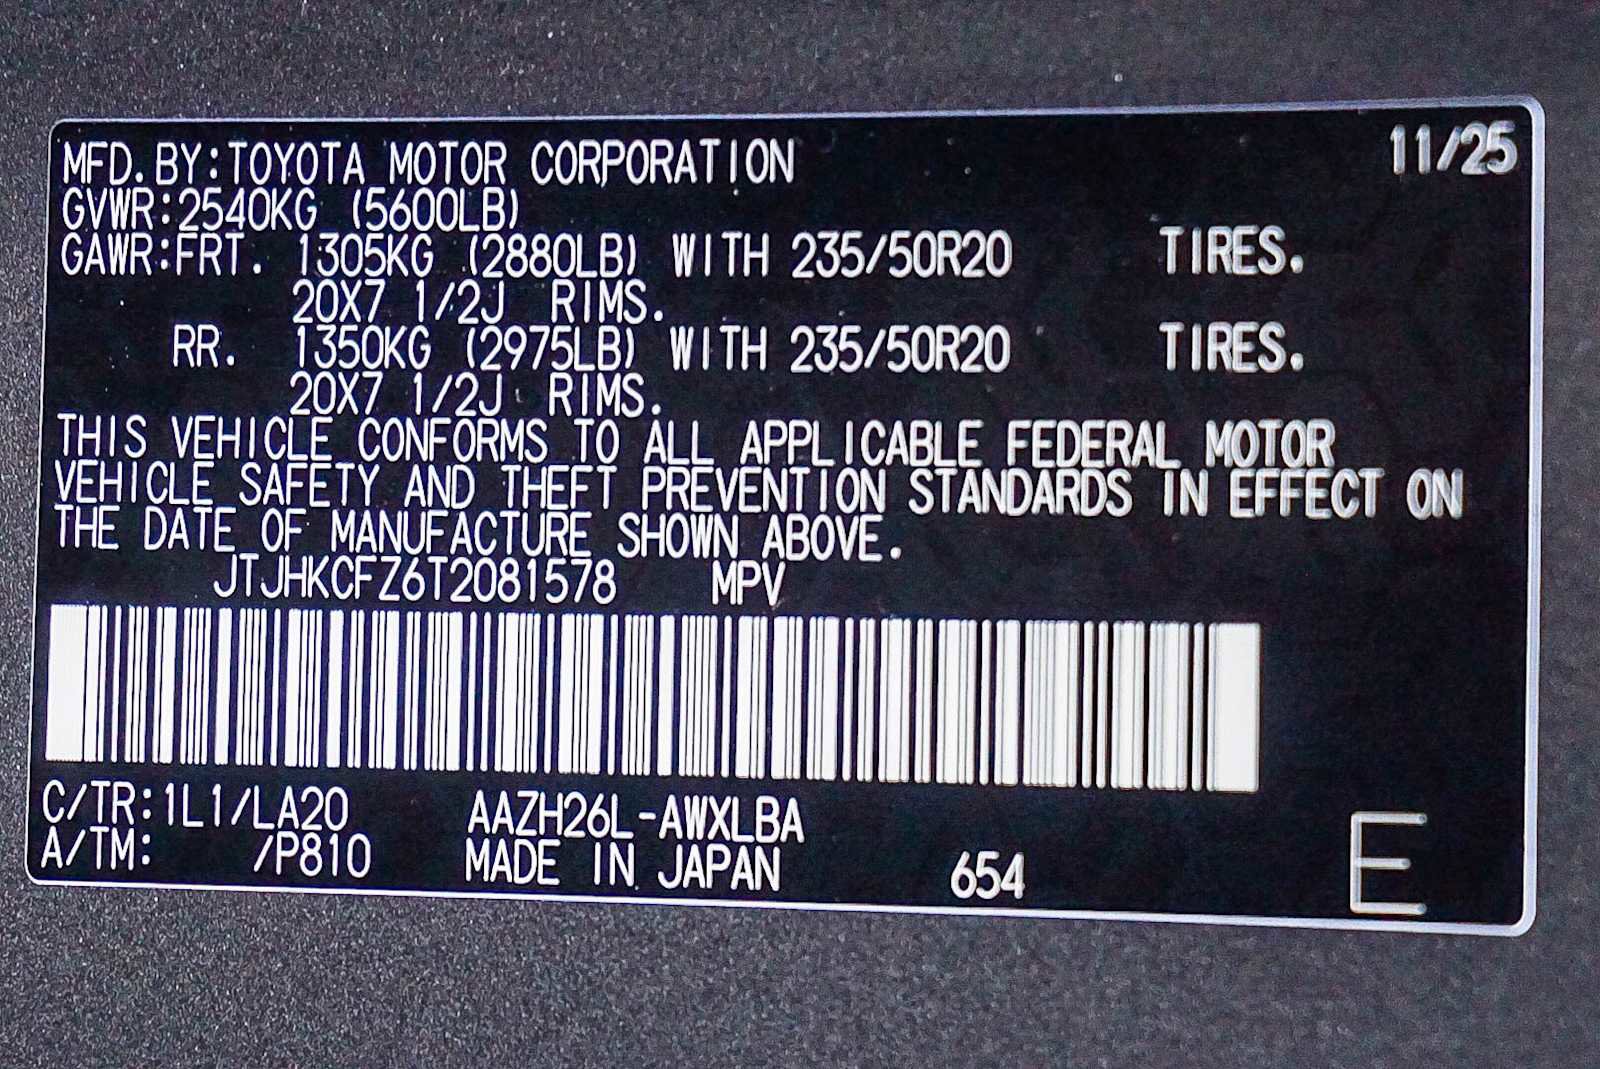 MFD. BY:TOYOTA MOTOR CORPORATION 11/25
GVWR:2540KG (5600LB)
GAWR:FRT. 1305KG (2880LB) WITH 235/50R20 TIRES.
20X7 1/2J RIMS.
RR. 1350KG (2975LB) WITH 235/50R20 TIRES.
20X7 1/2J RIMS.
THIS VEHICLE CONFORMS TO ALL APPLICABLE FEDERAL MOTOR
VEHICLE SAFETY AND THEFT PREVENTION STANDARDS IN EFFECT ON
THE DATE OF MANUFACTURE SHOWN ABOVE.
JTJHKCFZ6T2081578 MPV
C/TR:1L1/LA20 AAZH26L-AWXLBA
A/TM: /P810 MADE IN JAPAN 654 E